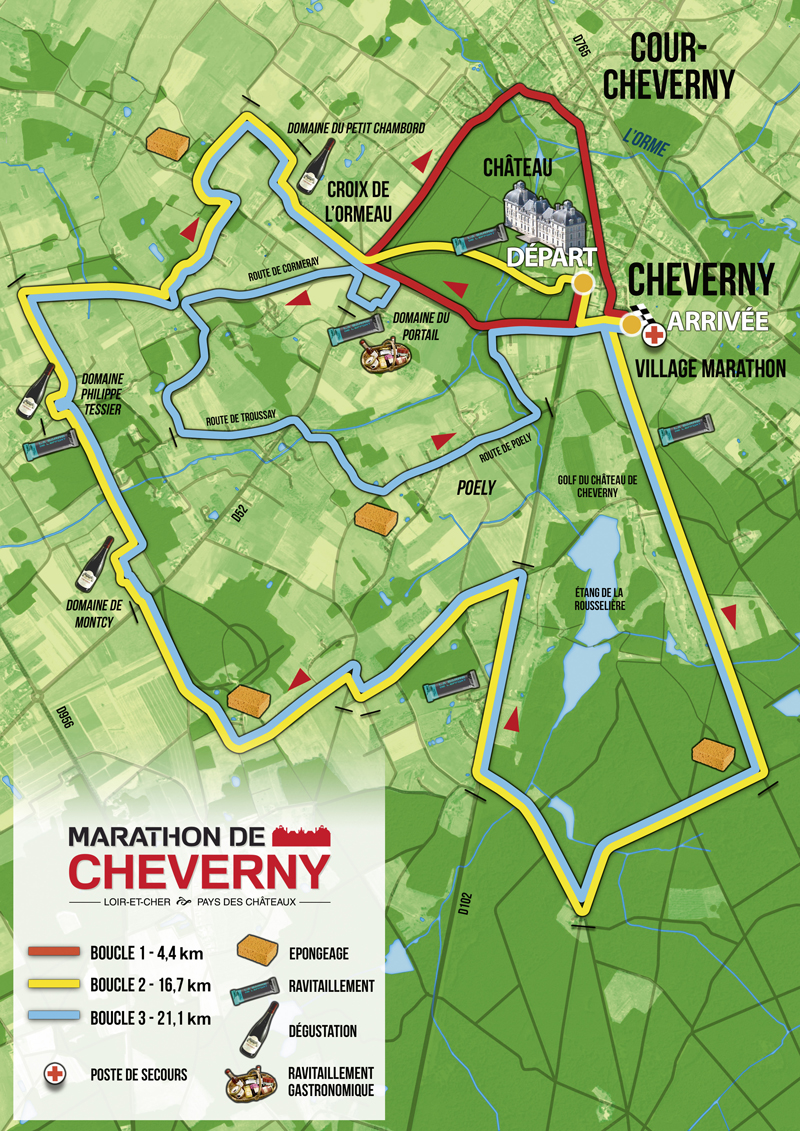 D765
COUR-
CHEVERNY
L'ORME
DOMAINE DU PETIT CHAMBORD
CROIX DE
L'ORMEAU
CHÂTEAU
DÉPART
CHEVERNY
ARRIVÉE
VILLAGE MARATHON
ROUTE DE CORMERAY
DOMAINE DU
PORTAIL
DOMAINE
PHILIPPE
TESSIER
ROUTE DE TROUSSAY
ROUTE DE POELY
POELY
GOLF DU CHÂTEAU DE
CHEVERNY
D52
ÉTANG DE LA
ROUSSELIÈRE
DOMAINE DE
MONTCY
D956
D102
MARATHON DE
CHEVERNY
LOIR-ET-CHER PAYS DES CHÂTEAUX
BOUCLE 1 - 4,4 km
BOUCLE 2 - 16,7 km
BOUCLE 3 - 21,1 km
POSTE DE SECOURS
EPONGEAGE
RAVITAILLEMENT
DÉGUSTATION
RAVITAILLEMENT
GASTRONOMIQUE